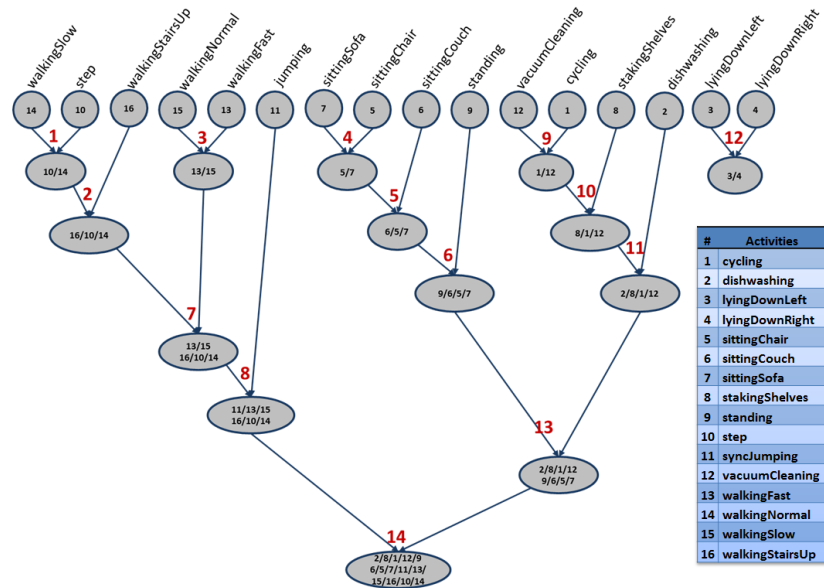 walkingSlow
step
walkingStairsUp
walkingNormal
walkingFast
jumping
sittingSofa
sittingChair
sittingCouch
standing
vacuumCleaning
cycling
stakingShelves
dishwashing
lyingDownLeft
lyingDownRight
14
10
16
15
13
11
7
5
6
9
12
1
8
2
3
4
1
3
4
9
12
10/14
13/15
5/7
1/12
3/4
2
5
10
16/10/14
6/5/7
8/1/12
6
11
9/6/5/7
2/8/1/12
7
13/15
16/10/14
8
11/13/15
16/10/14
13
2/8/1/12
9/6/5/7
14
2/8/1/12/9
6/5/7/11/13/
15/16/10/14
# Activities
1 cycling
2 dishwashing
3 lyingDownLeft
4 lyingDownRight
5 sittingChair
6 sittingCouch
7 sittingSofa
8 stakingShelves
9 standing
10 step
11 syncJumping
12 vacuumCleaning
13 walkingFast
14 walkingNormal
15 walkingSlow
16 walkingStairsUp